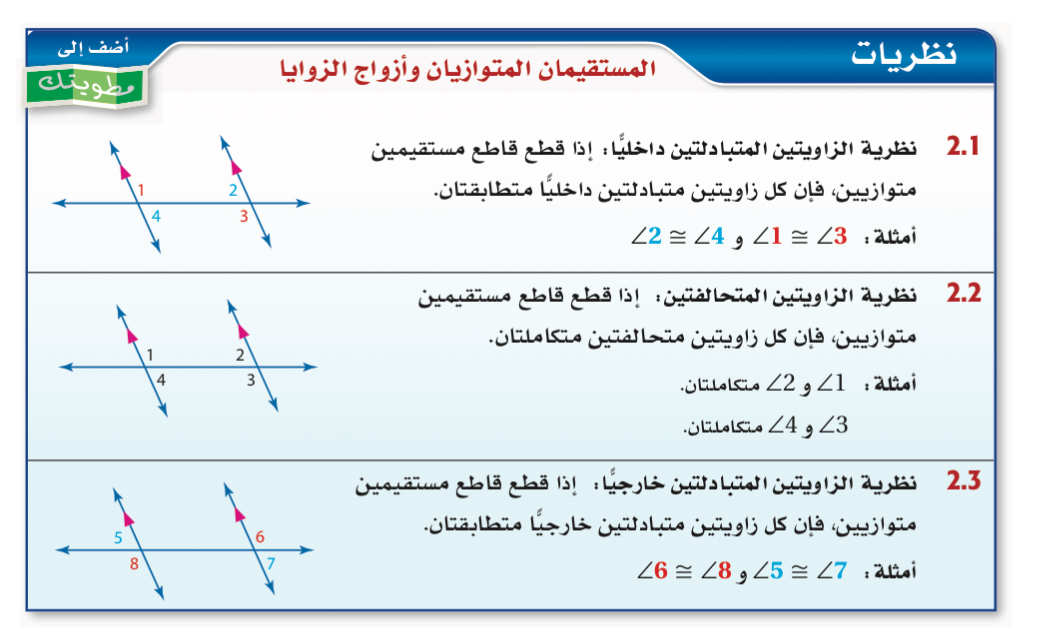 نظريات
المستقيمان المتوازيان وأزواج الزوايا
أضف إلى
مطويتك
2.1 نظرية الزاويتين المتبادلتين داخليًّا: إذا قطع قاطع مستقيمين
متوازيين، فإن كل زاويتين متبادلتين داخليًّا متطابقتان.
أمثلة: ∠1 ≅ ∠3 و ∠2 ≅ ∠4
1 2
4 3
2.2 نظرية الزاويتين المتحالفتين: إذا قطع قاطع مستقيمين
متوازيين، فإن كل زاويتين متحالفتين متكاملتان.
أمثلة: ∠1 و ∠2 متكاملتان.
∠3 و ∠4 متكاملتان.
1 2
4 3
2.3 نظرية الزاويتين المتبادلتين خارجيًّا: إذا قطع قاطع مستقيمين
متوازيين، فإن كل زاويتين متبادلتين خارجيًّا متطابقتان.
أمثلة: ∠5 ≅ ∠7 و ∠6 ≅ ∠8
5 6
8 7